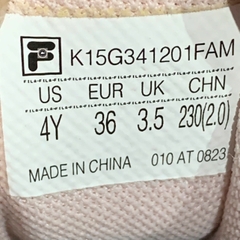 F K15G341201FAM
US EUR UK CHN
4Y 36 3.5 230(2.0)
MADE IN CHINA 010 AT 0823